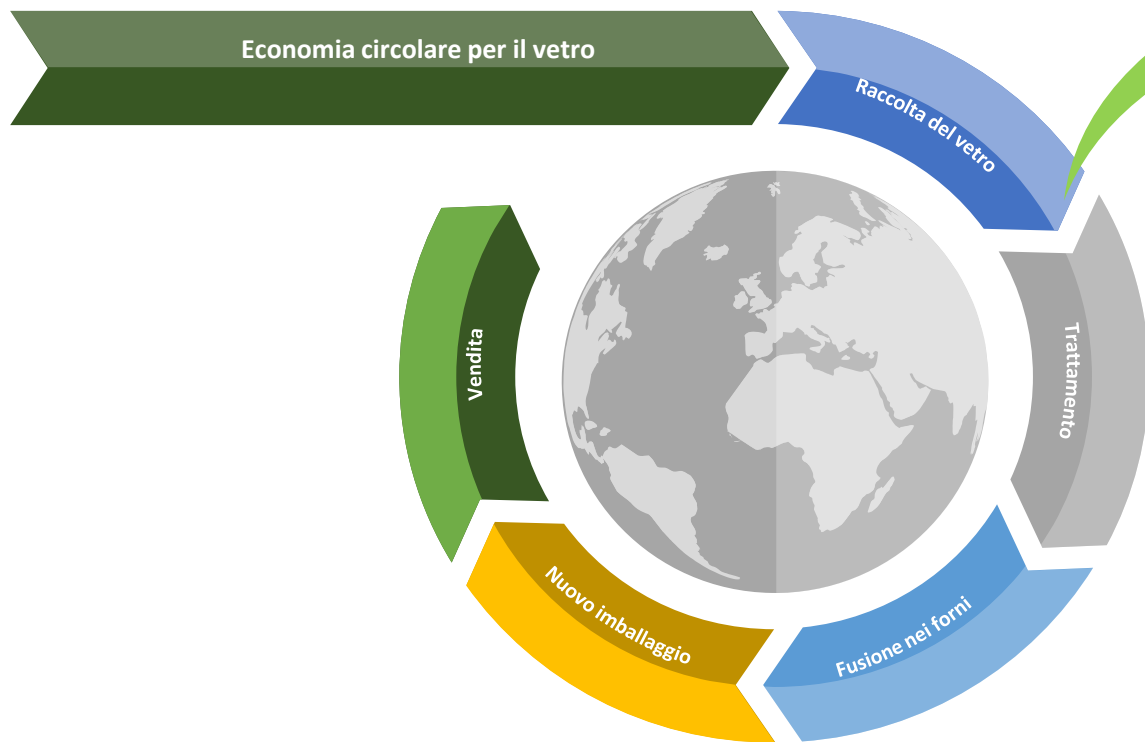 Economia circolare per il vetro
Raccolta del vetro
Trattamento
Fusione nei forni
Nuovo imballaggio
Vendita